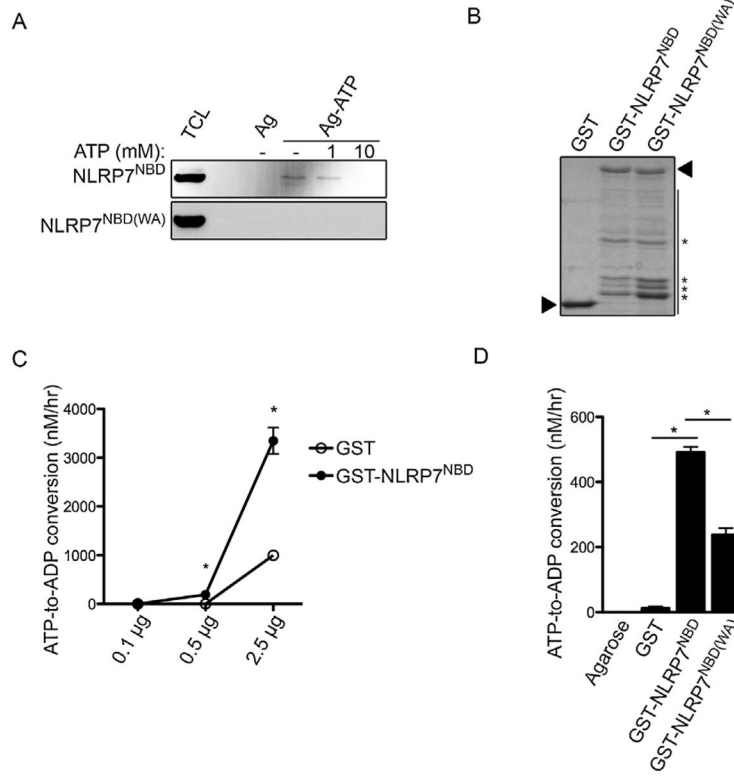 A
TCL
Ag
Ag-ATP
ATP (mM): - - 1 10
NLRP7NBD
NLRP7NBD(WA)
B
GST
GST-NLRP7NBD
GST-NLRP7NBD(WA)
*
*
*
*
C
ATP-to-ADP conversion (nM/hr)
4000
3000
2000
1000
0
*
*
GST
GST-NLRP7NBD
0.1 µg
0.5 µg
2.5 µg
D
ATP-to-ADP conversion (nM/hr)
600
400
200
0
*
*
Agarose
GST
GST-NLRP7NBD
GST-NLRP7NBD(WA)